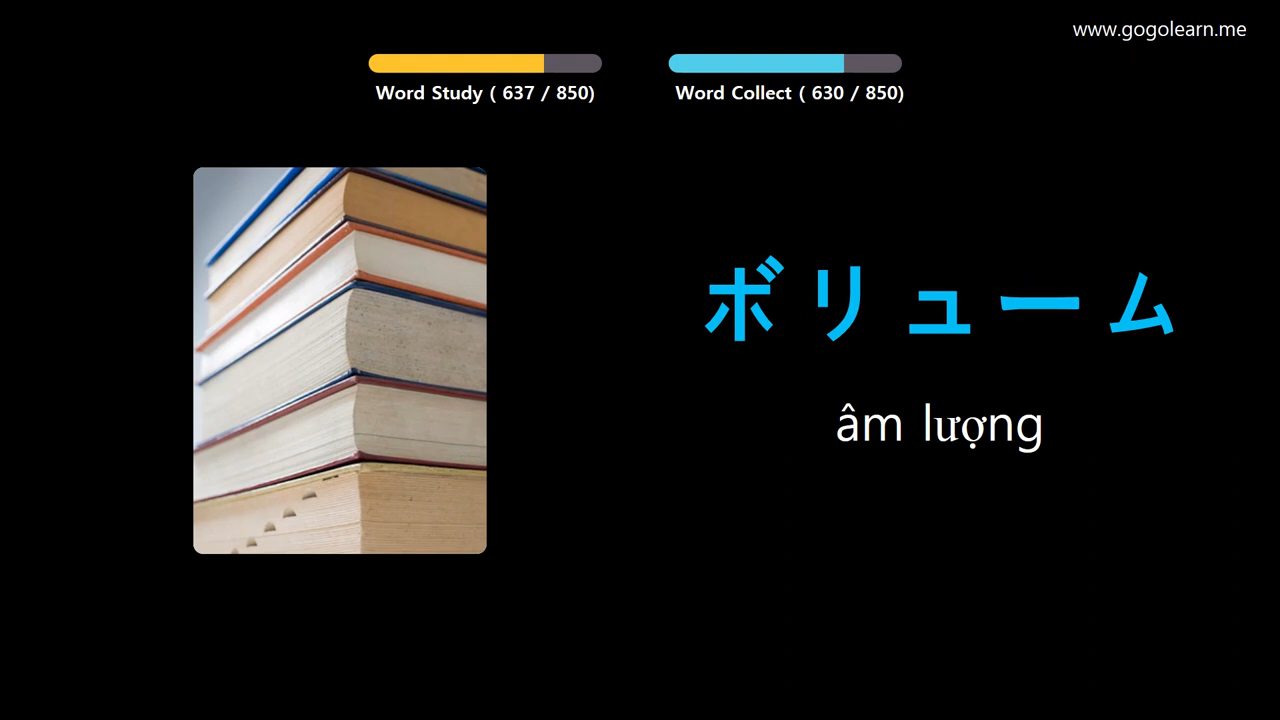 www.gogolearn.me
Word Study ( 637 / 850)
Word Collect ( 630 / 850)
ボリューム
âm lượng